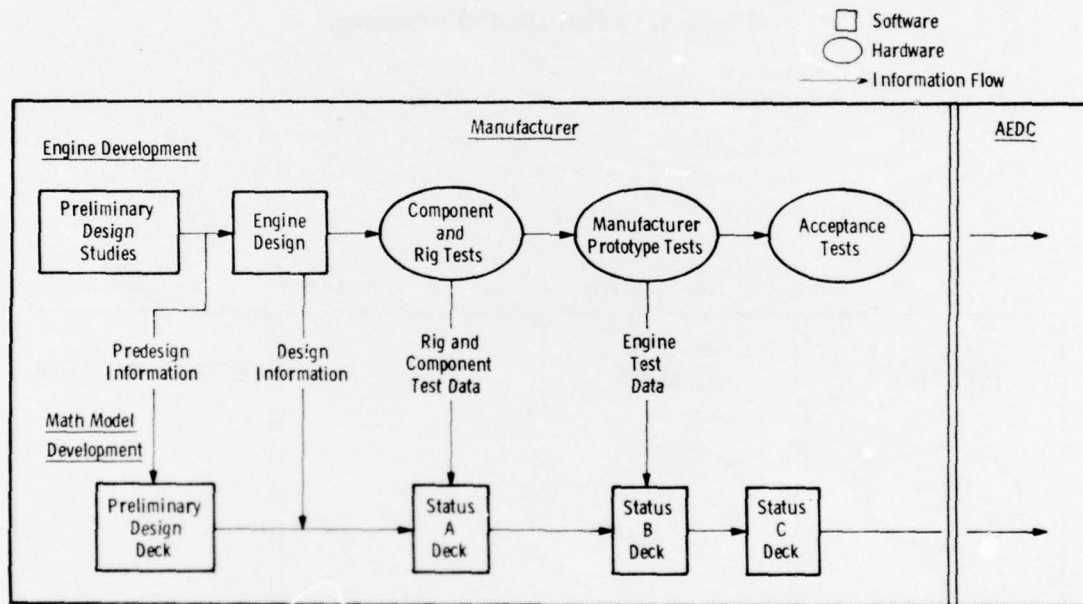 Software
Hardware
Information Flow
Manufacturer
AEDC
Engine Development
Preliminary
Design
Studies
Engine
Design
Component
and
Rig Tests
Manufacturer
Prototype Tests
Acceptance
Tests
Predesign
Information
Design
Information
Rig and
Component
Test Data
Engine
Test
Data
Math Model
Development
Preliminary
Design
Deck
Status
A
Deck
Status
B
Deck
Status
C
Deck